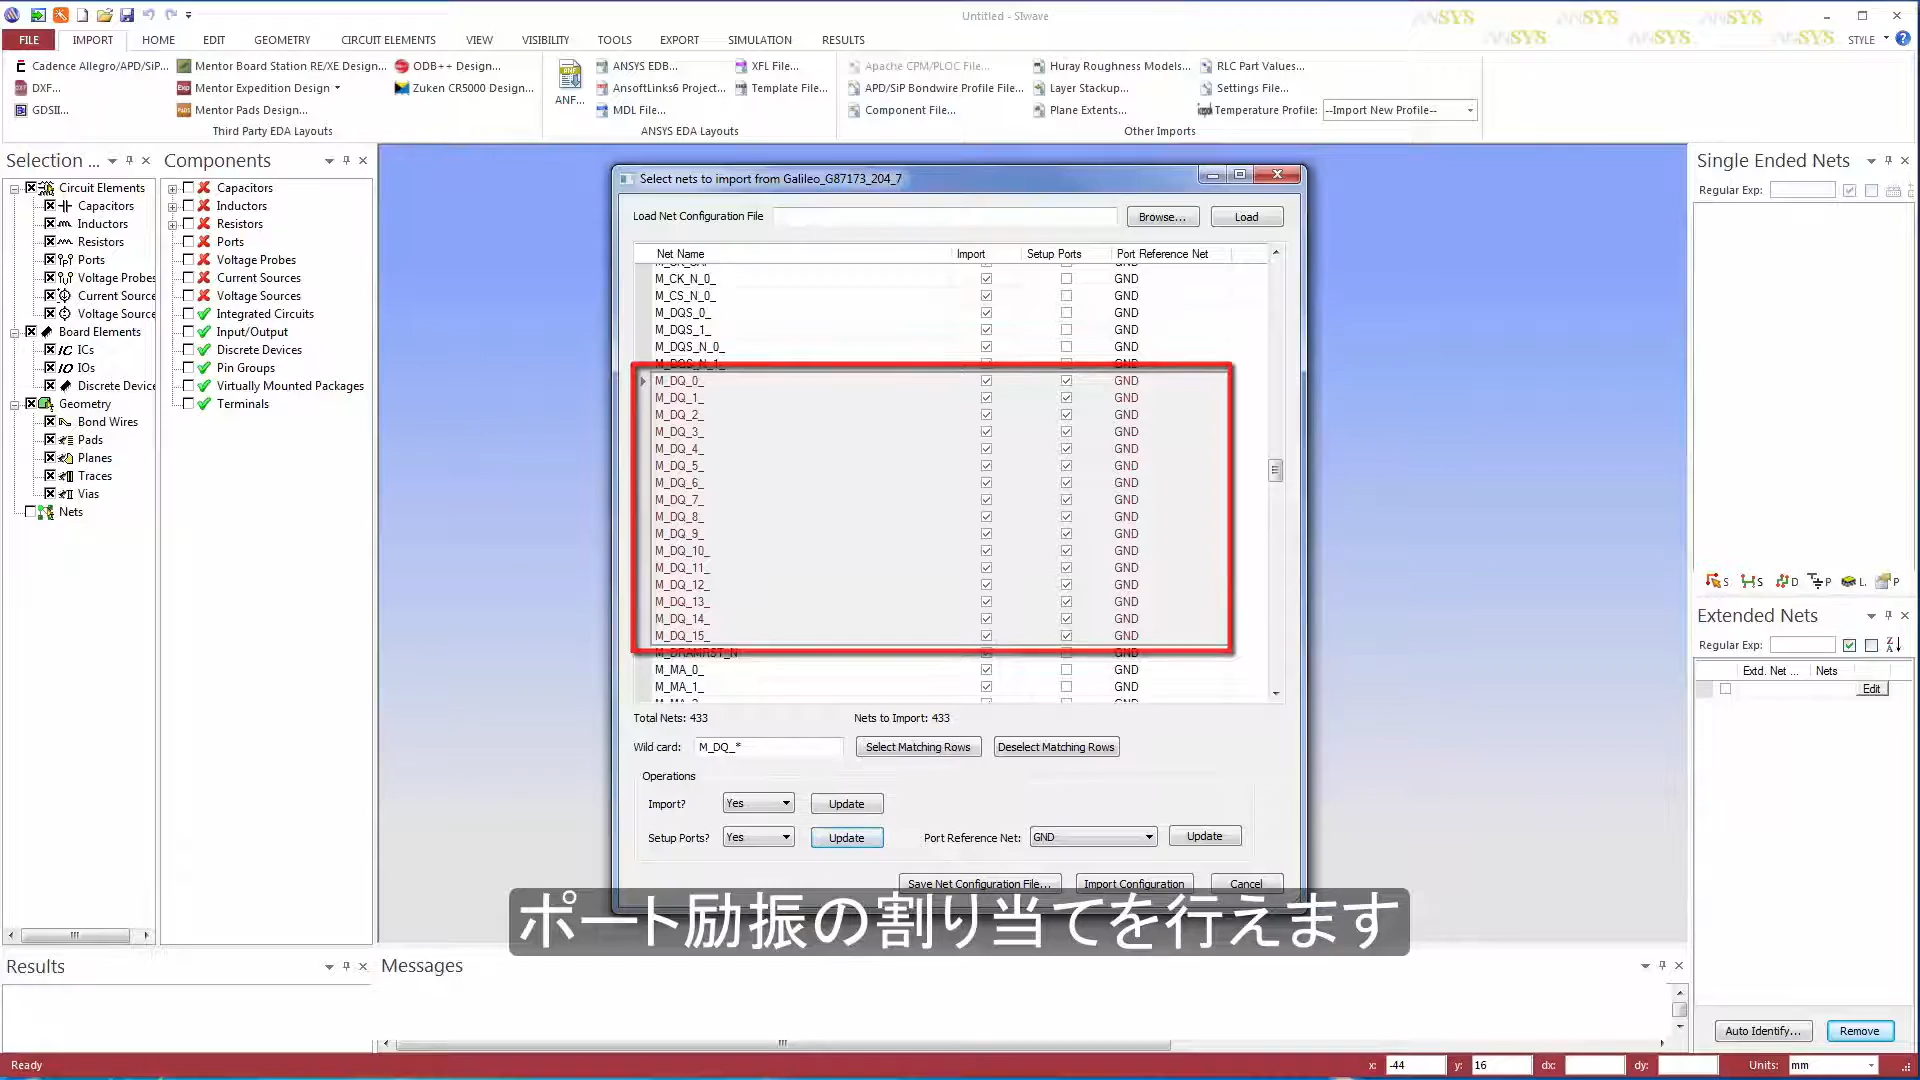 Untitled - SIwave
FILE IMPORT HOME EDIT GEOMETRY CIRCUIT ELEMENTS VIEW VISIBILITY TOOLS EXPORT SIMULATION RESULTS STYLE
Cadence Allegro/APD/SiP... Mentor Board Station RE/XE Design... ODB++ Design... ANSYS EDB... XFL File... Apache CPM/PLOC File... Huray Roughness Models... RLC Part Values...
DXF... Mentor Expedition Design Zuken CR5000 Design... ANF... AnsoftLinks6 Project... Template File... APD/SiP Bondwire Profile File... Layer Stackup... Settings File...
GDSII... Mentor Pads Design... MDL File... Component File... Plane Extents... Temperature Profile: --Import New Profile--
Third Party EDA Layouts ANSYS EDA Layouts Other Imports
Selection ...
Circuit Elements
Capacitors
Inductors
Resistors
Ports
Voltage Probes
Current Source
Voltage Source
Board Elements
ICs
IOs
Discrete Device
Geometry
Bond Wires
Pads
Planes
Traces
Vias
Nets
Components
Capacitors
Inductors
Resistors
Ports
Voltage Probes
Current Sources
Voltage Sources
Integrated Circuits
Input/Output
Discrete Devices
Pin Groups
Virtually Mounted Packages
Terminals
Select nets to import from Galileo_G87173_204_7
Load Net Configuration File Browse... Load
Net Name Import Setup Ports Port Reference Net
M_CK_N_0_ GND
M_CS_N_0_ GND
M_DQS_0_ GND
M_DQS_1_ GND
M_DQS_N_0_ GND
M_DQS_N_1_ GND
M_DQ_0_ GND
M_DQ_1_ GND
M_DQ_2_ GND
M_DQ_3_ GND
M_DQ_4_ GND
M_DQ_5_ GND
M_DQ_6_ GND
M_DQ_7_ GND
M_DQ_8_ GND
M_DQ_9_ GND
M_DQ_10_ GND
M_DQ_11_ GND
M_DQ_12_ GND
M_DQ_13_ GND
M_DQ_14_ GND
M_DQ_15_ GND
M_DRAMRST_N GND
M_MA_0_ GND
M_MA_1_ GND
Total Nets: 433 Nets to Import: 433
Wild card: M_DQ_* Select Matching Rows Deselect Matching Rows
Operations
Import? Yes Update
Setup Ports? Yes Update Port Reference Net: GND Update
Save Net Configuration File... Import Configuration Cancel
ポート励振の割り当てを行えます
Single Ended Nets
Regular Exp:
S S D P L. P
Extended Nets
Regular Exp:
Extd. Net ... Nets
Edit
Auto Identify... Remove
Results Messages
Ready x: -44 y: 16 dx: dy: Units: mm